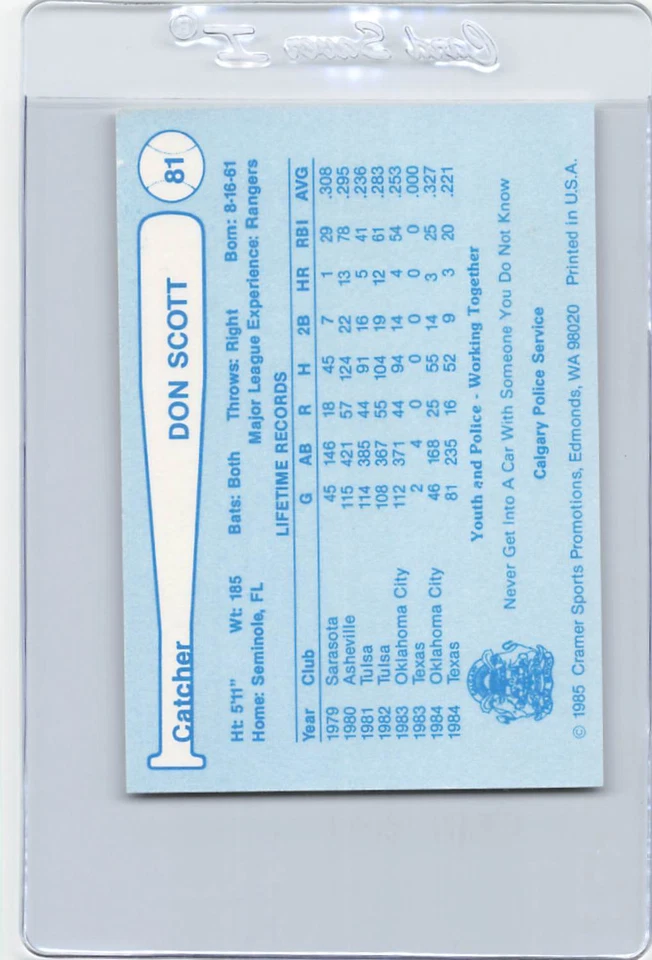 Card Saver I®
Catcher DON SCOTT 81
Ht: 5'11" Wt: 185 Bats: Both Throws: Right Born: 8-16-61
Home: Seminole, FL Major League Experience: Rangers
LIFETIME RECORDS
Year Club G AB R H 2B HR RBI AVG
1979 Sarasota 45 146 18 45 7 1 29 .308
1980 Asheville 115 421 57 124 22 13 78 .295
1981 Tulsa 114 385 44 91 16 5 41 .236
1982 Tulsa 108 367 55 104 19 12 61 .283
1983 Oklahoma City 112 371 44 94 14 4 54 .253
1983 Texas 2 4 0 0 0 0 0 .000
1984 Oklahoma City 46 168 25 55 14 3 25 .327
1984 Texas 81 235 16 52 9 3 20 .221
Youth and Police - Working Together
Never Get Into A Car With Someone You Do Not Know
Calgary Police Service
© 1985 Cramer Sports Promotions, Edmonds, WA 98020 Printed in U.S.A.